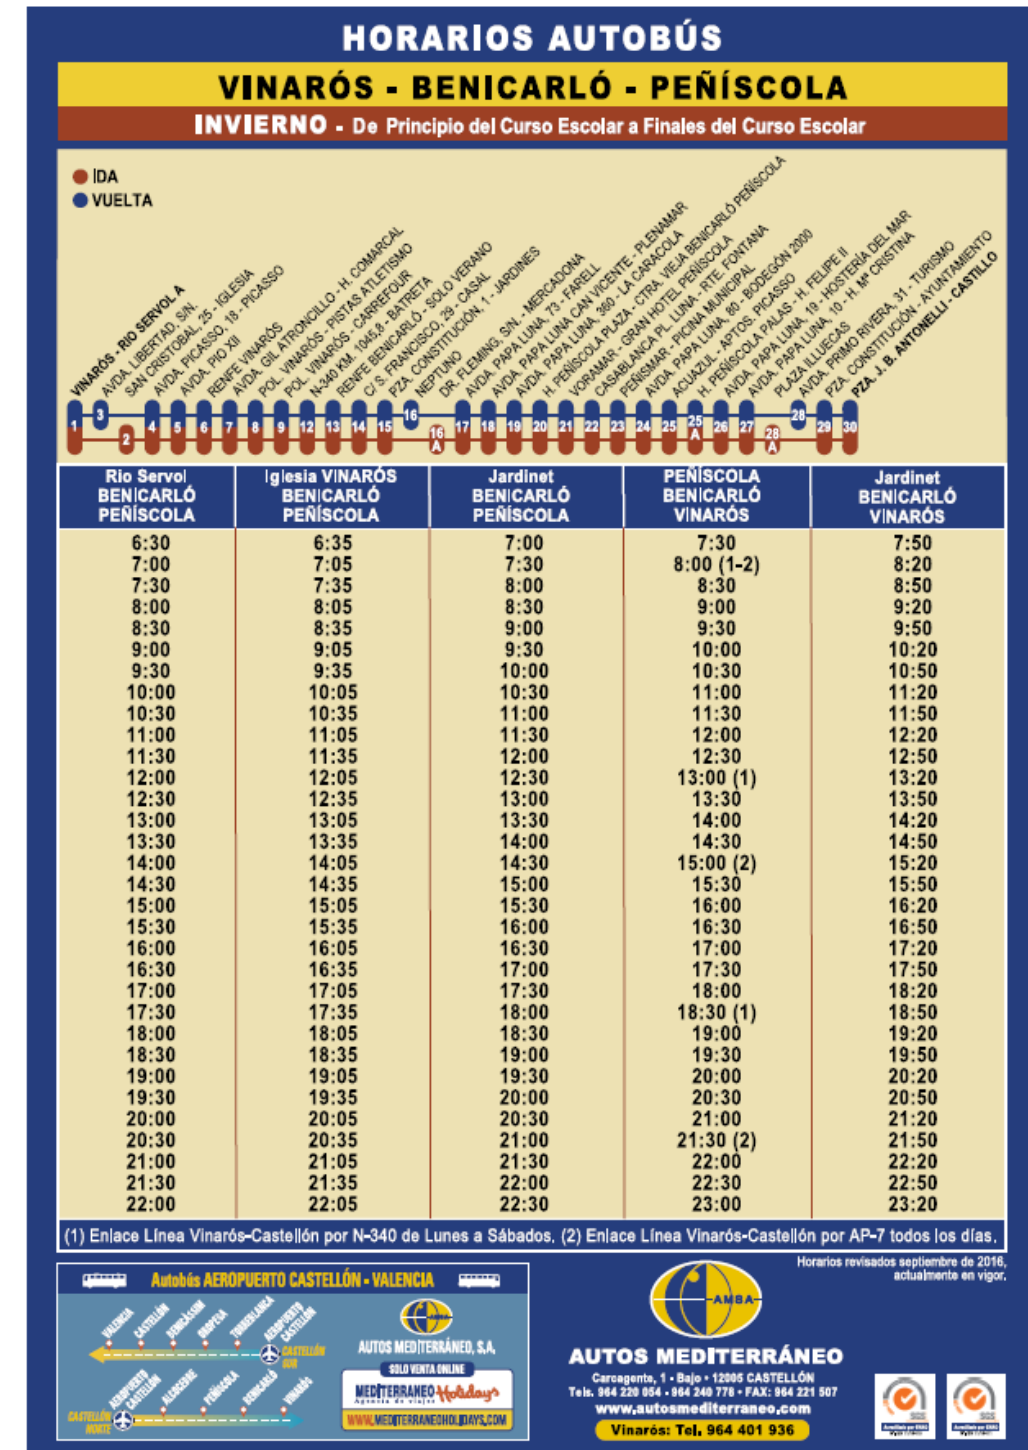 HORARIOS AUTOBÚS
VINARÓS - BENICARLÓ - PEÑÍSCOLA
INVIERNO - De Principio del Curso Escolar a Finales del Curso Escolar
IDA
VUELTA
VINARÓS - RIO SERVOL A
AVDA. LIBERTAD, S/N.
SAN CRISTOBAL, 25 - IGLESIA
AVDA. PICASSO, 18 - PICASSO
AVDA. PIO XII
RENFE VINARÓS
AVDA. GIL ATRONCILLO - H. COMARCAL
POL. VINARÓS - PISTAS ATLETISMO
POL. VINARÓS - CARREFOUR
N-340 KM. 1045,8 - BATRETA
RENFE BENICARLÓ - SOLO VERANO
C/ S. FRANCISCO, 29 - CASAL
PZA. CONSTITUCIÓN, 1 - JARDINES
NEPTUNO
DR. FLEMING, S/N. - MERCADONA
AVDA. PAPA LUNA, 73 - FARELL
AVDA. PAPA LUNA CAN VICENTE - PLENAMAR
AVDA. PAPA LUNA, 360 - LA CARACOLA
H. PEÑÍSCOLA PLAZA - CTRA. VIEJA BENICARLÓ PEÑÍSCOLA
VORAMAR - GRAN HOTEL PEÑÍSCOLA
CASABLANCA PL. LUNA - RTE. FONTANA
PEÑISMAR - PISCINA MUNICIPAL
AVDA. PAPA LUNA, 80 - BODEGÓN 2000
ACUAZUL - APTOS. PICASSO
H. PEÑÍSCOLA PALAS - H. FELIPE II
AVDA. PAPA LUNA, 19 - HOSTERÍA DEL MAR
AVDA. PAPA LUNA, 10 - H. Mª CRISTINA
PLAZA ILLUECAS
AVDA. PRIMO RIVERA, 31 - TURISMO
PZA. CONSTITUCIÓN - AYUNTAMIENTO
PZA. J. B. ANTONELLI - CASTILLO
1 3 2 4 5 6 7 8 9 12 13 14 15 16 16 A 17 18 19 20 21 22 23 24 25 25 A 26 27 28 A 28 29 30
Rio Servol Iglesia VINARÓS Jardinet PEÑÍSCOLA Jardinet
BENICARLÓ BENICARLÓ BENICARLÓ BENICARLÓ BENICARLÓ
PEÑÍSCOLA PEÑÍSCOLA PEÑÍSCOLA VINARÓS VINARÓS
6:30 6:35 7:00 7:30 7:50
7:00 7:05 7:30 8:00 (1-2) 8:20
7:30 7:35 8:00 8:30 8:50
8:00 8:05 8:30 9:00 9:20
8:30 8:35 9:00 9:30 9:50
9:00 9:05 9:30 10:00 10:20
9:30 9:35 10:00 10:30 10:50
10:00 10:05 10:30 11:00 11:20
10:30 10:35 11:00 11:30 11:50
11:00 11:05 11:30 12:00 12:20
11:30 11:35 12:00 12:30 12:50
12:00 12:05 12:30 13:00 (1) 13:20
12:30 12:35 13:00 13:30 13:50
13:00 13:05 13:30 14:00 14:20
13:30 13:35 14:00 14:30 14:50
14:00 14:05 14:30 15:00 (2) 15:20
14:30 14:35 15:00 15:30 15:50
15:00 15:05 15:30 16:00 16:20
15:30 15:35 16:00 16:30 16:50
16:00 16:05 16:30 17:00 17:20
16:30 16:35 17:00 17:30 17:50
17:00 17:05 17:30 18:00 18:20
17:30 17:35 18:00 18:30 (1) 18:50
18:00 18:05 18:30 19:00 19:20
18:30 18:35 19:00 19:30 19:50
19:00 19:05 19:30 20:00 20:20
19:30 19:35 20:00 20:30 20:50
20:00 20:05 20:30 21:00 21:20
20:30 20:35 21:00 21:30 (2) 21:50
21:00 21:05 21:30 22:00 22:20
21:30 21:35 22:00 22:30 22:50
22:00 22:05 22:30 23:00 23:20
(1) Enlace Línea Vinarós-Castellón por N-340 de Lunes a Sábados. (2) Enlace Línea Vinarós-Castellón por AP-7 todos los días.
Horarios revisados septiembre de 2016,
actualmente en vigor.
Autobús AEROPUERTO CASTELLÓN - VALENCIA
VALENCIA
CASTELLÓN
BENICÀSSIM
OROPESA
TORREBLANCA
AEROPUERTO CASTELLÓN
CASTELLÓN SUR
AEROPUERTO CASTELLÓN
ALCOSSEBRE
PEÑÍSCOLA
BENICARLÓ
VINARÓS
CASTELLÓN NORTE
AMSA
AUTOS MEDITERRÁNEO, S.A.
SOLO VENTA ONLINE
MEDITERRANEO Holidays
Agencia de viajes
WWW.MEDITERRANEOHOLIDAYS.COM
AMSA
AUTOS MEDITERRÁNEO
Carcagente, 1 - Bajo • 12005 CASTELLÓN
Tels. 964 220 054 - 964 240 778 • FAX: 964 221 507
www.autosmediterraneo.com
Vinarós: Tel. 964 401 936
SGS
SGS